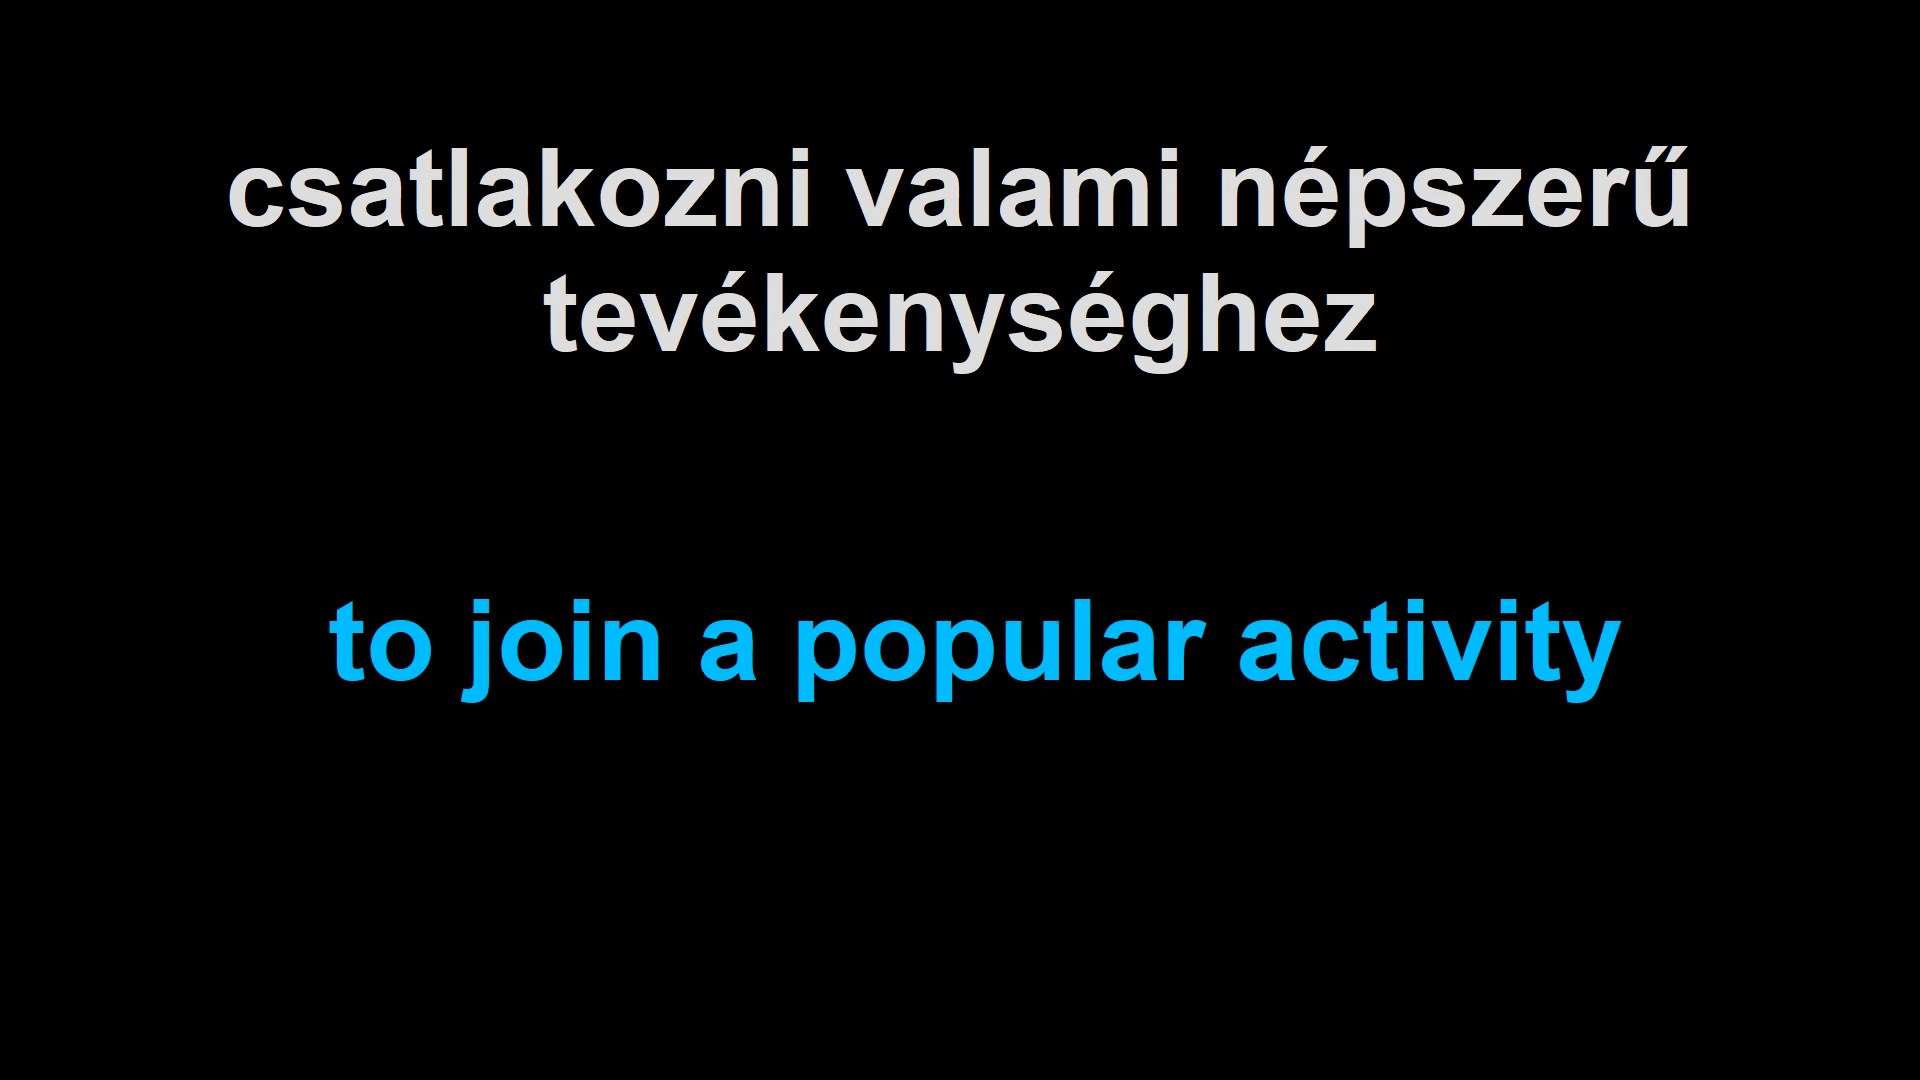 csatlakozni valami népszerű
tevékenységhez
to join a popular activity